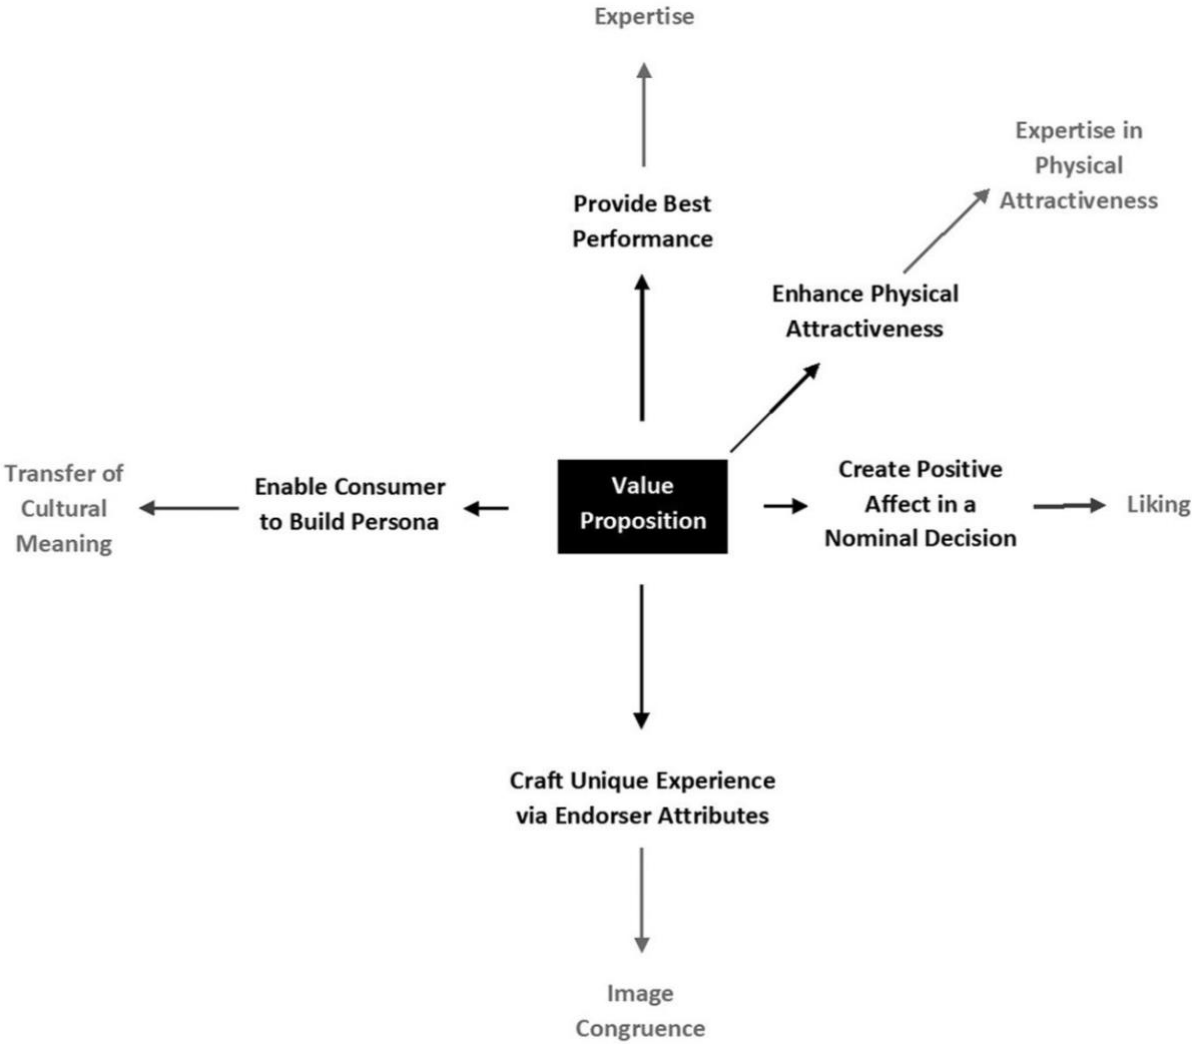 Expertise
Expertise in
Physical
Attractiveness
Provide Best
Performance
Enhance Physical
Attractiveness
Transfer of
Cultural
Meaning
Enable Consumer
to Build Persona
Value
Proposition
Create Positive
Affect in a
Nominal Decision
Liking
Craft Unique Experience
via Endorser Attributes
Image
Congruence